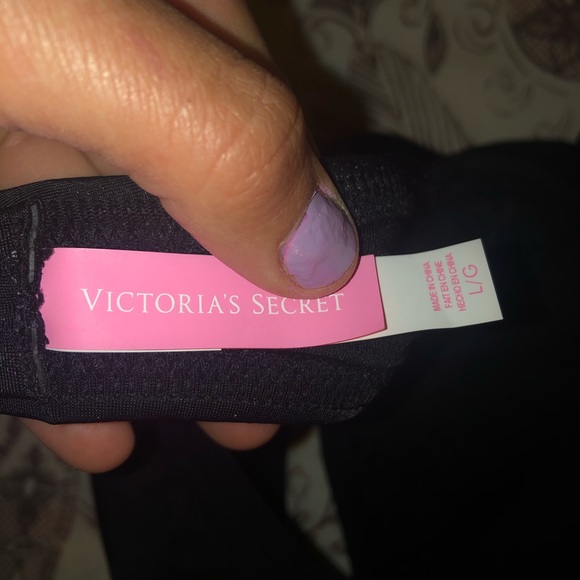 VICTORIA'S SECRET
MADE IN CHINA
FAIT EN CHINE
HECHO EN CHINA
L/G